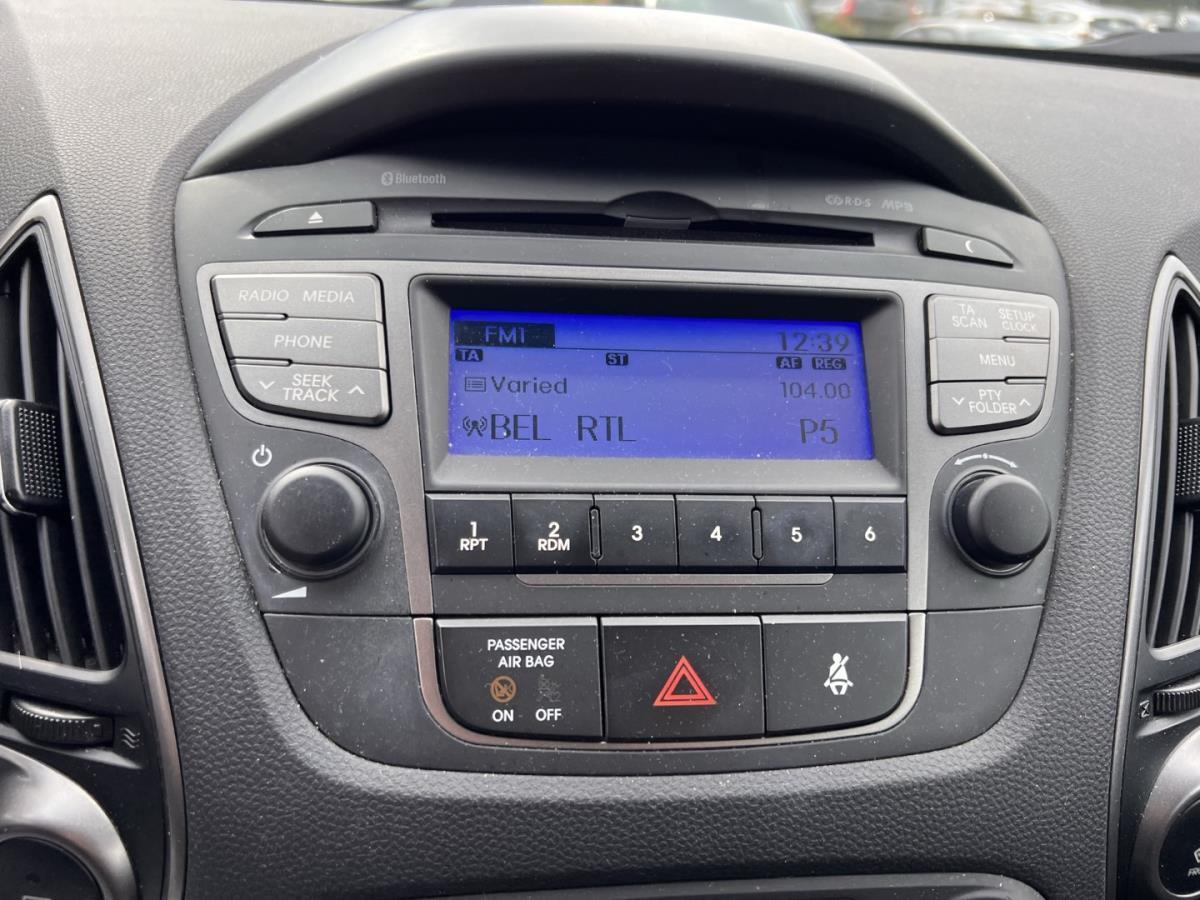 Bluetooth
R·D·S MP3
RADIO MEDIA
PHONE
SEEK
TRACK
FM1 12:39
TA ST AF REG
Varied 104.00
BEL RTL P5
TA
SCAN
SETUP
CLOCK
MENU
PTY
FOLDER
1
RPT
2
RDM
3
4
5
6
PASSENGER
AIR BAG
ON OFF